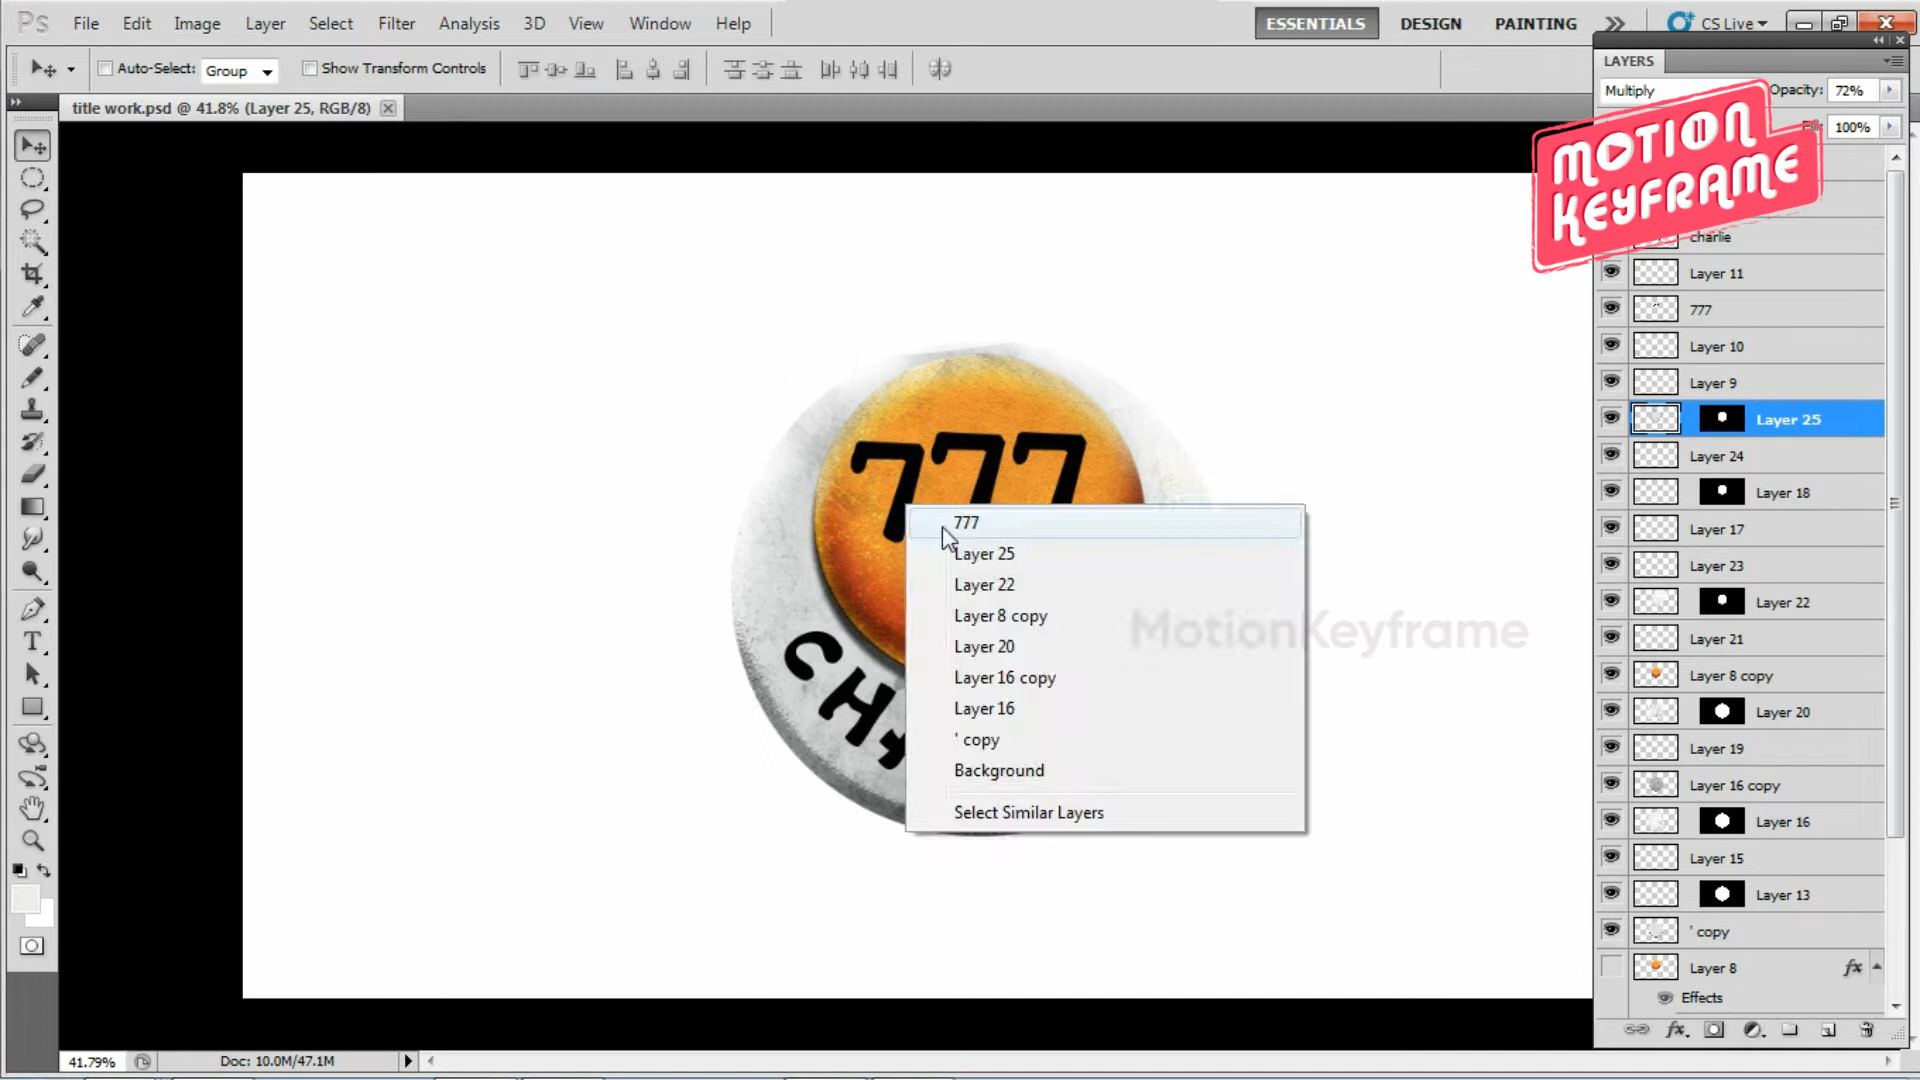 Ps File Edit Image Layer Select Filter Analysis 3D View Window Help ESSENTIALS DESIGN PAINTING CS Live
Auto-Select: Group Show Transform Controls
title work.psd @ 41.8% (Layer 25, RGB/8)
LAYERS
Multiply Opacity: 72%
Fill: 100%
MOTION
KEYFRAME
charlie
Layer 11
777
Layer 10
Layer 9
Layer 25
Layer 24
Layer 18
Layer 17
Layer 23
Layer 22
Layer 21
Layer 8 copy
Layer 20
Layer 19
Layer 16 copy
Layer 16
Layer 15
Layer 13
' copy
Layer 8 fx
Effects
777
CHA
777
Layer 25
Layer 22
Layer 8 copy
Layer 20
Layer 16 copy
Layer 16
' copy
Background
Select Similar Layers
MotionKeyframe
41.79% Doc: 10.0M/47.1M